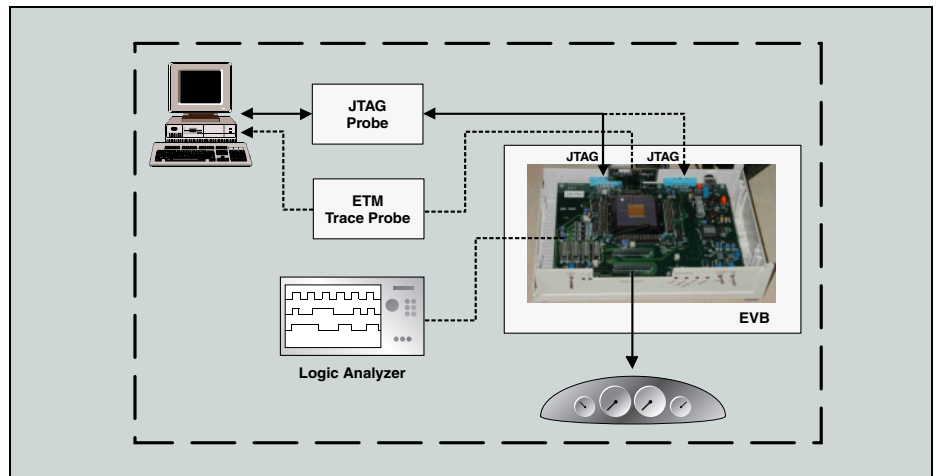 JTAG
Probe
JTAG JTAG
ETM
Trace Probe
EVB
Logic Analyzer